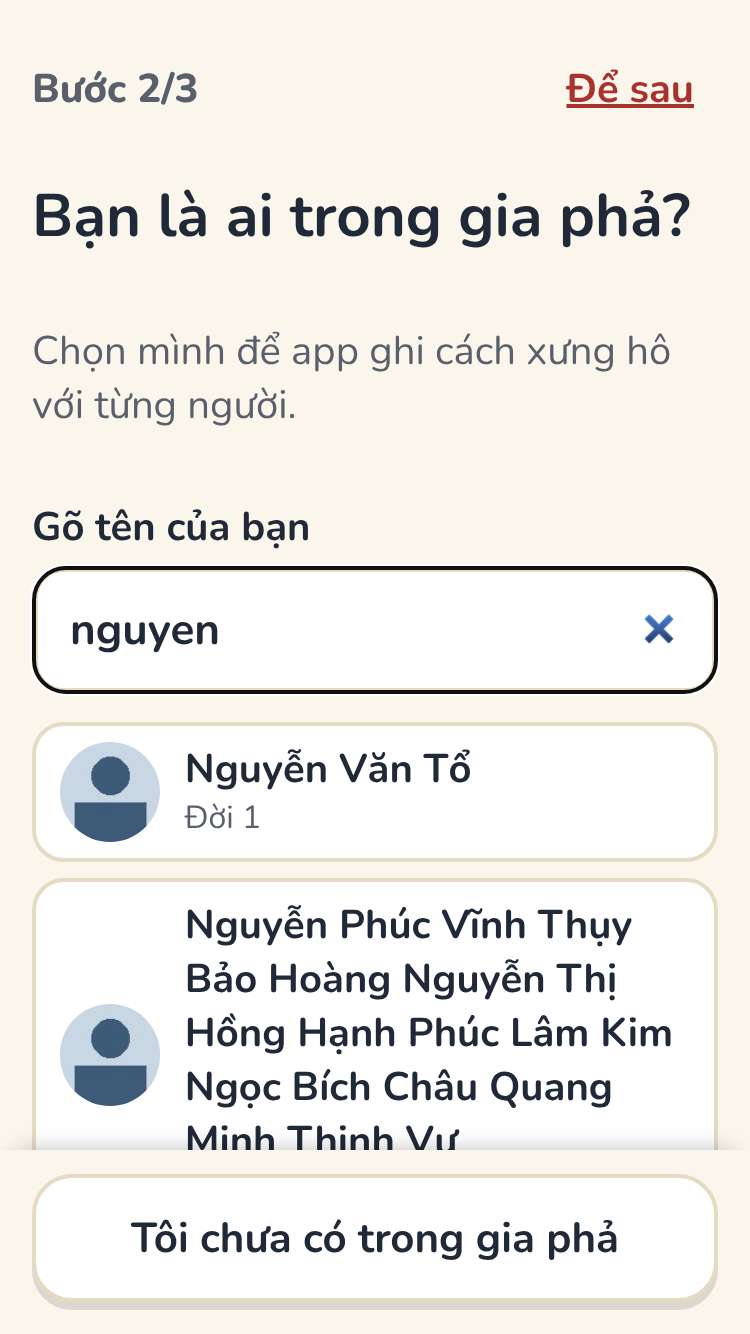 Bước 2/3
Để sau
Bạn là ai trong gia phả?
Chọn mình để app ghi cách xưng hô
với từng người.
Gõ tên của bạn
nguyen
Nguyễn Văn Tổ
Đời 1
Nguyễn Phúc Vĩnh Thụy
Bảo Hoàng Nguyễn Thị
Hồng Hạnh Phúc Lâm Kim
Ngọc Bích Châu Quang
Tôi chưa có trong gia phả